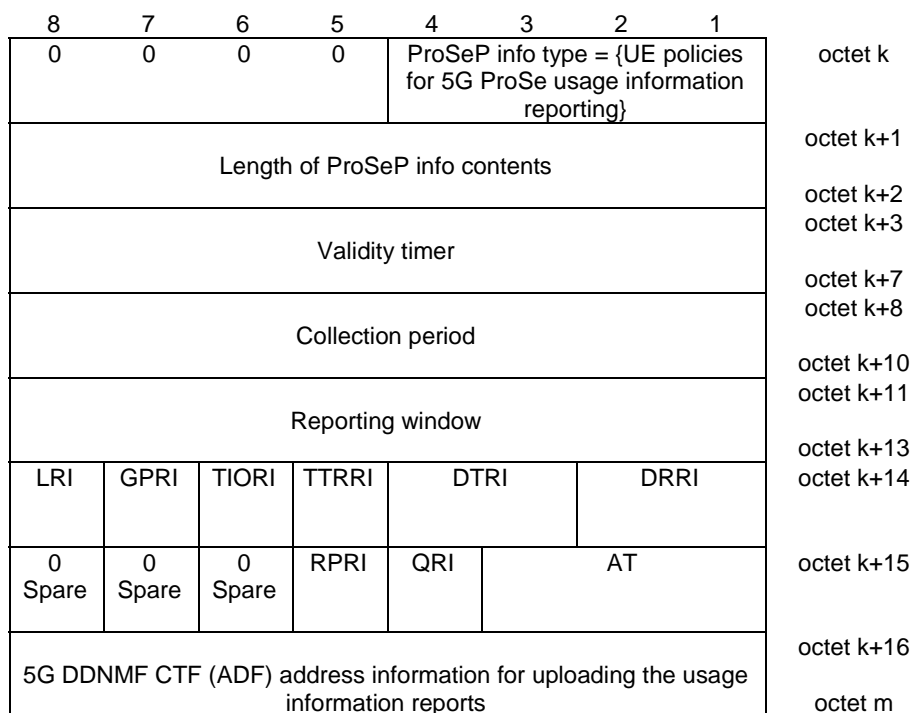 8 7 6 5 4 3 2 1
0 0 0 0 ProSeP info type = {UE policies octet k
for 5G ProSe usage information
reporting}
octet k+1
Length of ProSeP info contents
octet k+2
octet k+3
Validity timer
octet k+7
octet k+8
Collection period
octet k+10
octet k+11
Reporting window
octet k+13
LRI GPRI TIORI TTRRI DTRI DRRI octet k+14
0 0 0 RPRI QRI AT octet k+15
Spare Spare Spare
octet k+16
5G DDNMF CTF (ADF) address information for uploading the usage
information reports octet m